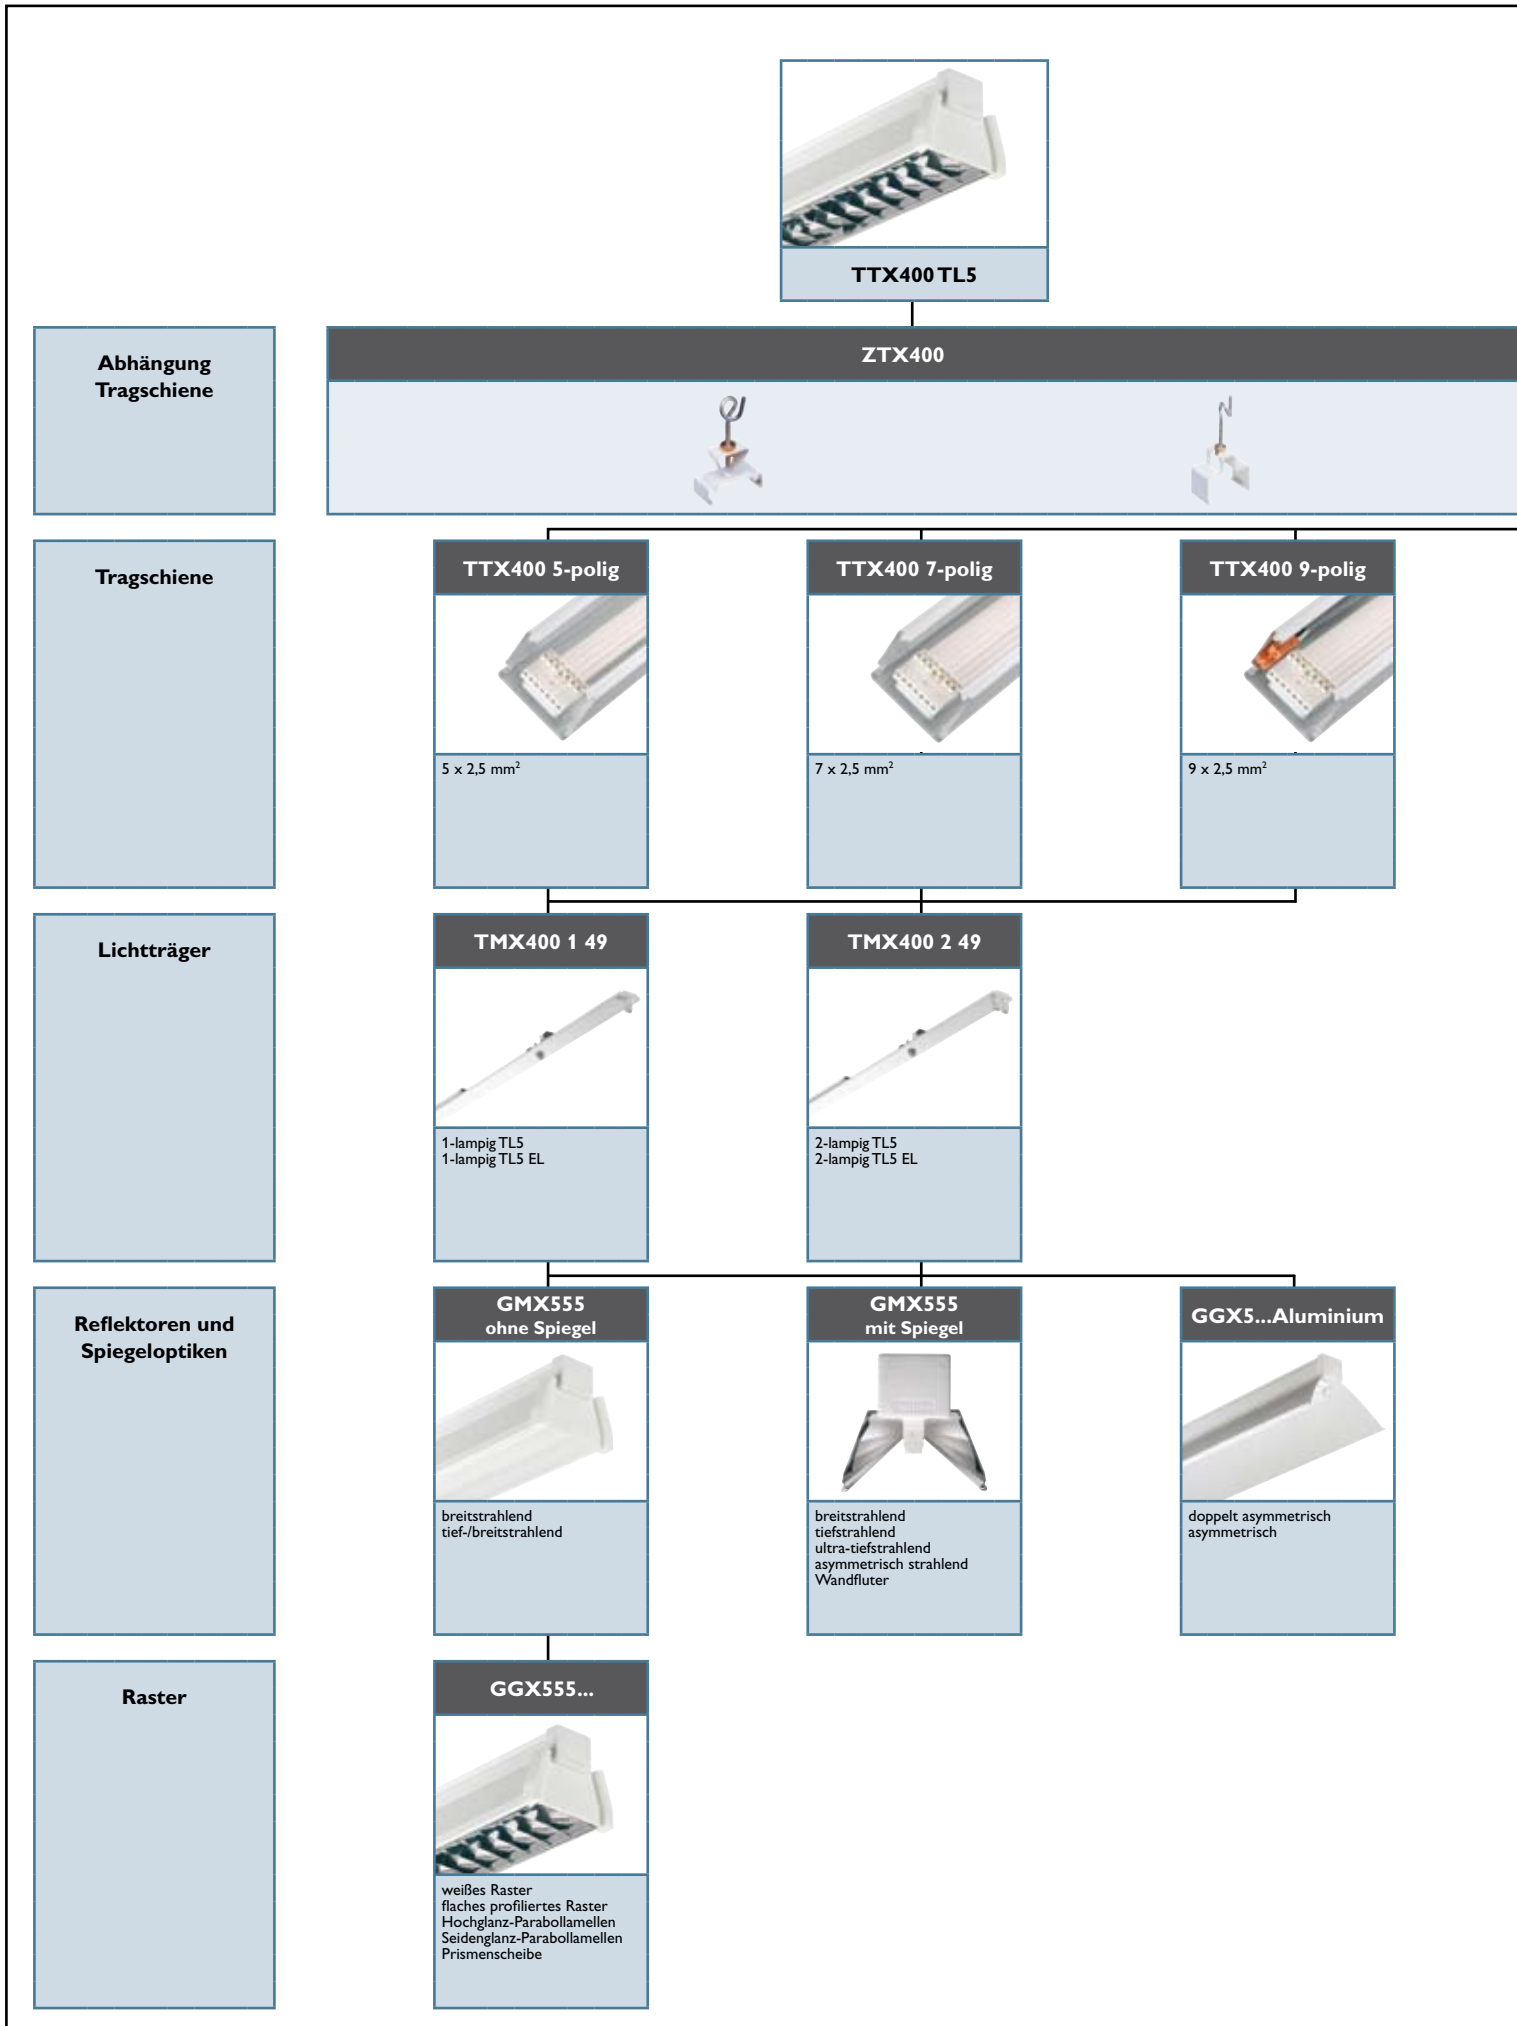 TTX400 TL5
Abhängung
Tragschiene
ZTX400
Tragschiene
TTX400 5-polig
TTX400 7-polig
TTX400 9-polig
5 x 2,5 mm²
7 x 2,5 mm²
9 x 2,5 mm²
Lichtträger
TMX400 1 49
TMX400 2 49
1-lampig TL5
1-lampig TL5 EL
2-lampig TL5
2-lampig TL5 EL
Reflektoren und
Spiegeloptiken
GMX555
ohne Spiegel
GMX555
mit Spiegel
GGX5...Aluminium
breitstrahlend
tief-/breitstrahlend
breitstrahlend
tiefstrahlend
ultra-tiefstrahlend
asymmetrisch strahlend
Wandfluter
doppelt asymmetrisch
asymmetrisch
Raster
GGX555...
weißes Raster
flaches profiliertes Raster
Hochglanz-Parabollamellen
Seidenglanz-Parabollamellen
Prismenscheibe